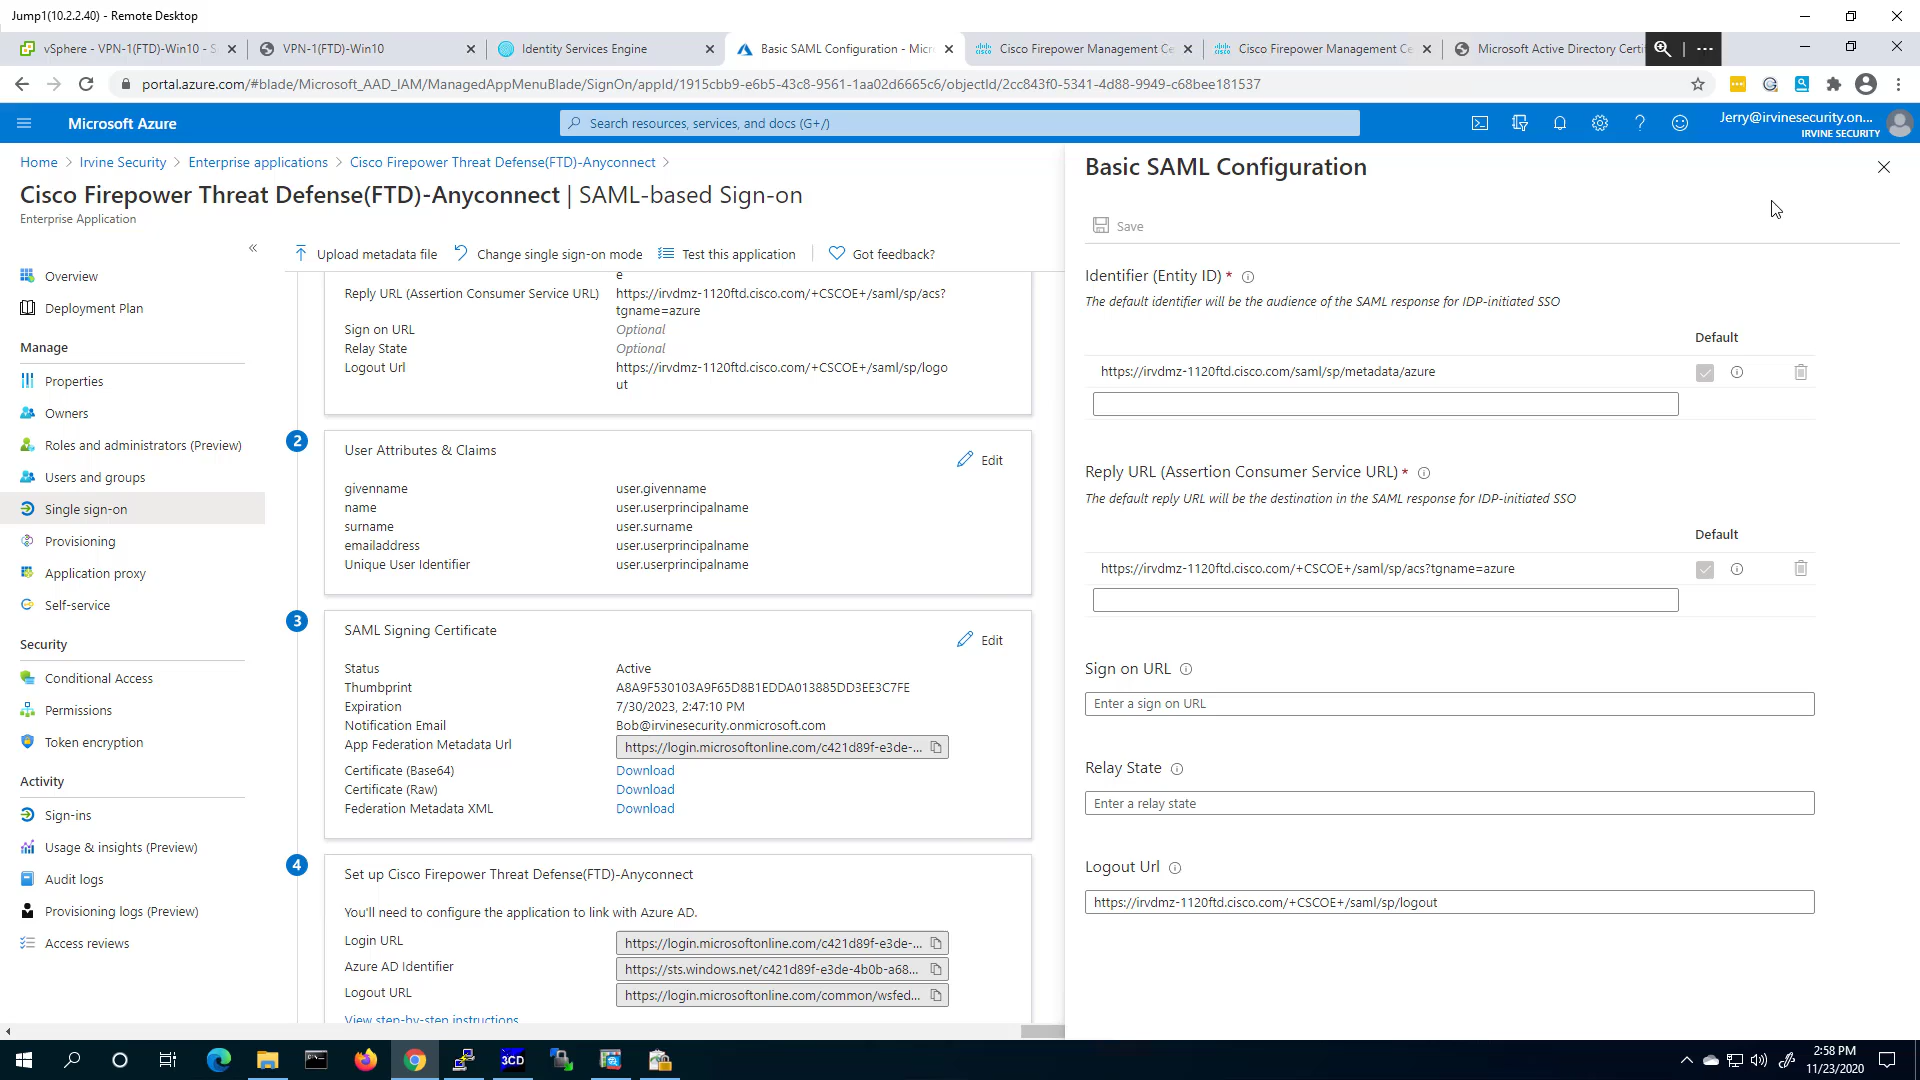 Jump1(10.2.2.40) - Remote Desktop
vSphere - VPN-1(FTD)-Win10 - S
VPN-1(FTD)-Win10
Identity Services Engine
Basic SAML Configuration - Micr
Cisco Firepower Management Ce
Cisco Firepower Management Ce
Microsoft Active Directory Certi
portal.azure.com/#blade/Microsoft_AAD_IAM/ManagedAppMenuBlade/SignOn/appId/1915cbb9-e6b5-43c8-9561-1aa02d6665c6/objectId/2cc843f0-5341-4d88-9949-c68bee181537
Microsoft Azure
Search resources, services, and docs (G+/)
Jerry@irvinesecurity.on...
IRVINE SECURITY
Home > Irvine Security > Enterprise applications > Cisco Firepower Threat Defense(FTD)-Anyconnect >
Cisco Firepower Threat Defense(FTD)-Anyconnect | SAML-based Sign-on
Enterprise Application
«
Overview
Deployment Plan
Manage
Properties
Owners
Roles and administrators (Preview)
Users and groups
Single sign-on
Provisioning
Application proxy
Self-service
Security
Conditional Access
Permissions
Token encryption
Activity
Sign-ins
Usage & insights (Preview)
Audit logs
Provisioning logs (Preview)
Access reviews
Upload metadata file
Change single sign-on mode
Test this application
Got feedback?
e
Reply URL (Assertion Consumer Service URL)
https://irvdmz-1120ftd.cisco.com/+CSCOE+/saml/sp/acs?
tgname=azure
Sign on URL
Optional
Relay State
Optional
Logout Url
https://irvdmz-1120ftd.cisco.com/+CSCOE+/saml/sp/logo
ut
2
User Attributes & Claims
Edit
givenname
user.givenname
name
user.userprincipalname
surname
user.surname
emailaddress
user.userprincipalname
Unique User Identifier
user.userprincipalname
3
SAML Signing Certificate
Edit
Status
Active
Thumbprint
A8A9F530103A9F65D8B1EDDA013885DD3EE3C7FE
Expiration
7/30/2023, 2:47:10 PM
Notification Email
Bob@irvinesecurity.onmicrosoft.com
App Federation Metadata Url
https://login.microsoftonline.com/c421d89f-e3de-...
Certificate (Base64)
Download
Certificate (Raw)
Download
Federation Metadata XML
Download
4
Set up Cisco Firepower Threat Defense(FTD)-Anyconnect
You'll need to configure the application to link with Azure AD.
Login URL
https://login.microsoftonline.com/c421d89f-e3de-...
Azure AD Identifier
https://sts.windows.net/c421d89f-e3de-4b0b-a68...
Logout URL
https://login.microsoftonline.com/common/wsfed...
View step-by-step instructions
Basic SAML Configuration
Save
Identifier (Entity ID) *
The default identifier will be the audience of the SAML response for IDP-initiated SSO
Default
https://irvdmz-1120ftd.cisco.com/saml/sp/metadata/azure
Reply URL (Assertion Consumer Service URL) *
The default reply URL will be the destination in the SAML response for IDP-initiated SSO
Default
https://irvdmz-1120ftd.cisco.com/+CSCOE+/saml/sp/acs?tgname=azure
Sign on URL
Enter a sign on URL
Relay State
Enter a relay state
Logout Url
https://irvdmz-1120ftd.cisco.com/+CSCOE+/saml/sp/logout
3CD
2:58 PM
11/23/2020